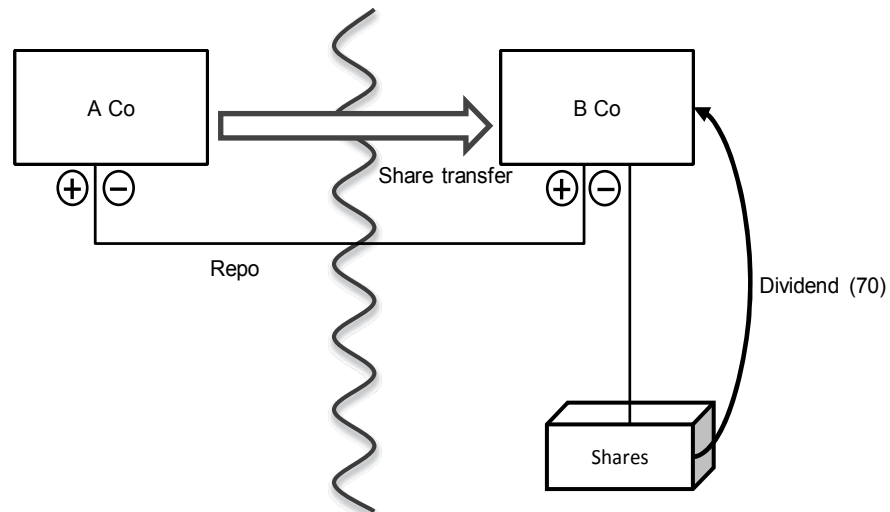 A Co
B Co
Share transfer
+ −
+ −
Repo
Dividend (70)
Shares